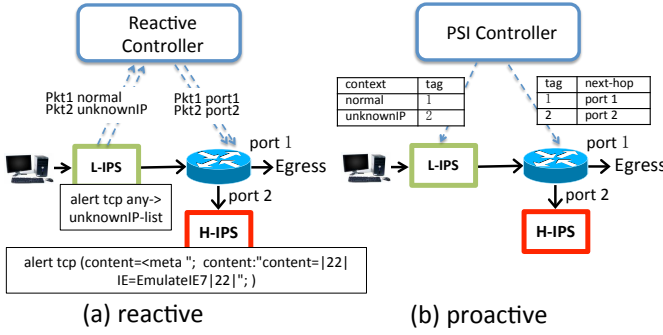 Reactive
Controller
Pkt1 normal
Pkt2 unknownIP
Pkt1 port1
Pkt2 port2
port 1
L-IPS
Egress
alert tcp any->
unknownIP-list
port 2
H-IPS
alert tcp (content=<meta "; content:"content=|22|
IE=EmulateIE7|22|"; )
(a) reactive
PSI Controller
context tag
normal 1
unknownIP 2
tag next-hop
1 port 1
2 port 2
port 1
L-IPS
Egress
port 2
H-IPS
(b) proactive